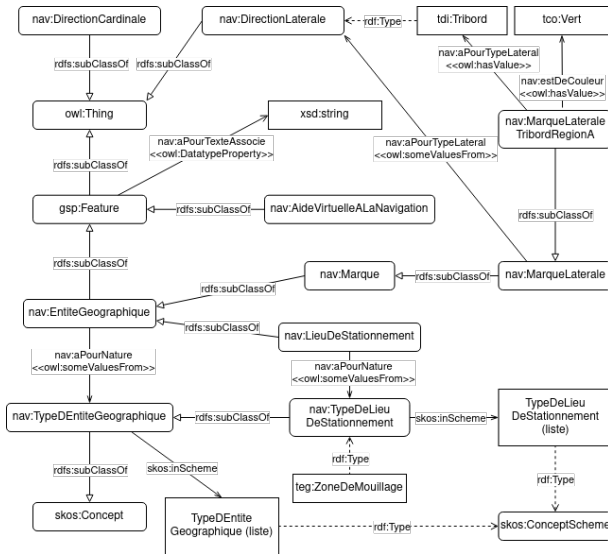 nav:DirectionCardinale
nav:DirectionLaterale
rdf:Type
tdi:Tribord
tco:Vert
rdfs:subClassOf
rdfs:subClassOf
nav:aPourTypeLateral
<<owl:hasValue>>
nav:estDeCouleur
<<owl:hasValue>>
owl:Thing
xsd:string
nav:MarqueLaterale
TribordRegionA
nav:aPourTexteAssocie
<<owl:DatatypeProperty>>
nav:aPourTypeLateral
<<owl:someValuesFrom>>
rdfs:subClassOf
gsp:Feature
rdfs:subClassOf
nav:AideVirtuelleALaNavigation
rdfs:subClassOf
rdfs:subClassOf
nav:Marque
rdfs:subClassOf
nav:MarqueLaterale
rdfs:subClassOf
nav:EntiteGeographique
rdfs:subClassOf
nav:LieuDeStationnement
nav:aPourNature
<<owl:someValuesFrom>>
nav:aPourNature
<<owl:someValuesFrom>>
nav:TypeDEntiteGeographique
rdfs:subClassOf
nav:TypeDeLieu
DeStationnement
skos:inScheme
TypeDeLieu
DeStationnement
(liste)
rdfs:subClassOf
skos:inScheme
rdf:Type
rdf:Type
teg:ZoneDeMouillage
skos:Concept
TypeDEntite
Geographique (liste)
rdf:Type
skos:ConceptScheme